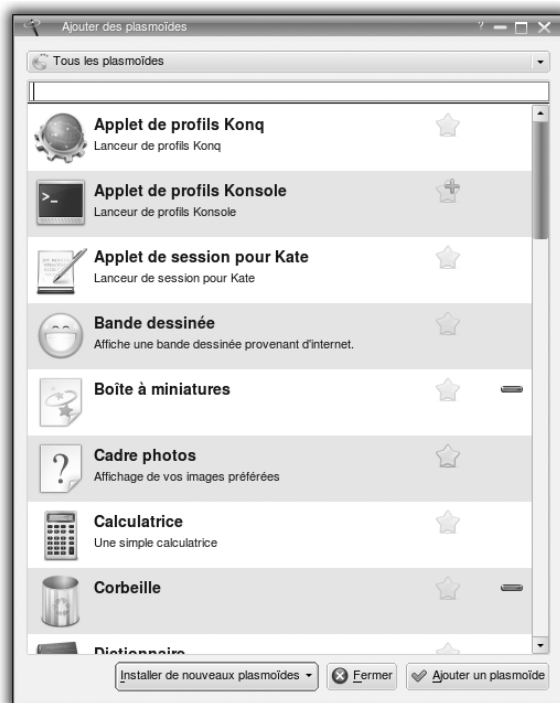 Ajouter des plasmoïdes
Tous les plasmoïdes
Applet de profils Konq
Lanceur de profils Konq
Applet de profils Konsole
Lanceur de profils Konsole
Applet de session pour Kate
Lanceur de session pour Kate
Bande dessinée
Affiche une bande dessinée provenant d'internet.
Boîte à miniatures
Cadre photos
Affichage de vos images préférées
Calculatrice
Une simple calculatrice
Corbeille
Dictionnaire
Installer de nouveaux plasmoïdes Fermer Ajouter un plasmoïde